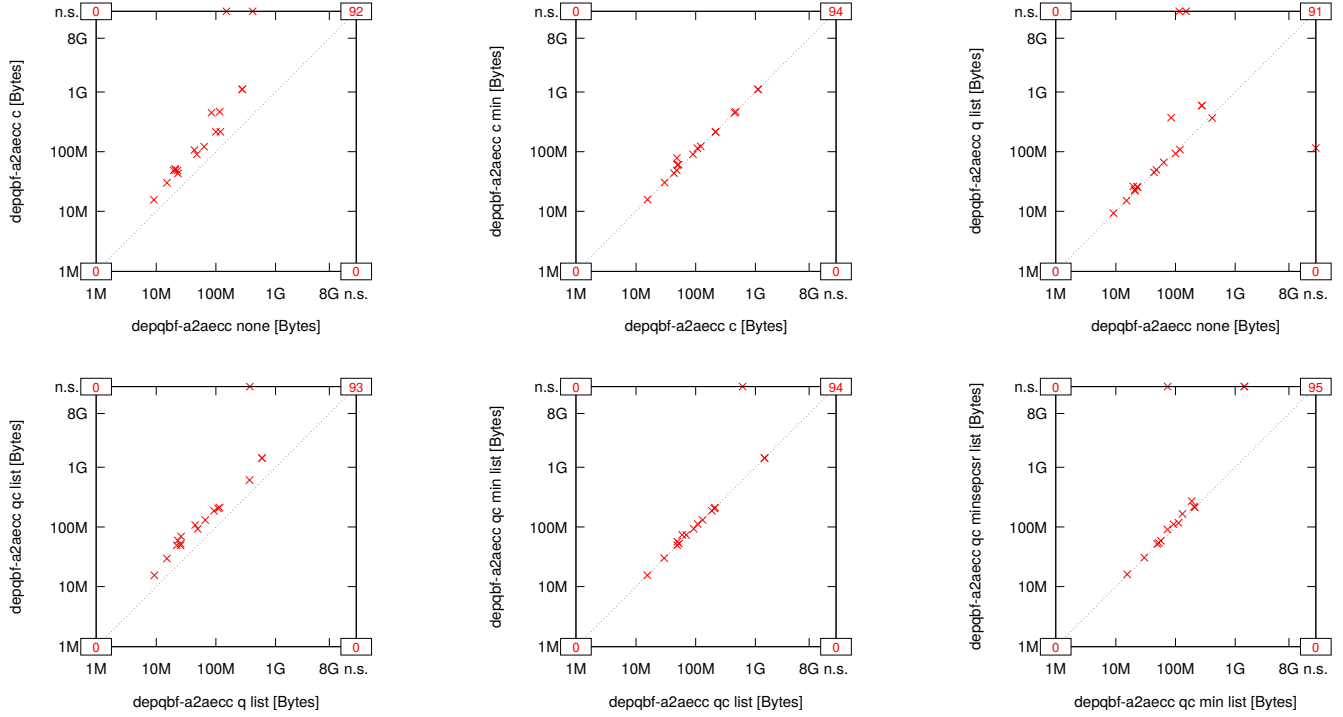 n.s. 0 92
8G
1G
100M
10M
1M 0 0
1M 10M 100M 1G 8G n.s.
depqbf-a2aecc c [Bytes]
depqbf-a2aecc none [Bytes]
n.s. 0 94
8G
1G
100M
10M
1M 0 0
1M 10M 100M 1G 8G n.s.
depqbf-a2aecc c min [Bytes]
depqbf-a2aecc c [Bytes]
n.s. 0 91
8G
1G
100M
10M
1M 0 0
1M 10M 100M 1G 8G n.s.
depqbf-a2aecc q list [Bytes]
depqbf-a2aecc none [Bytes]
n.s. 0 93
8G
1G
100M
10M
1M 0 0
1M 10M 100M 1G 8G n.s.
depqbf-a2aecc qc list [Bytes]
depqbf-a2aecc q list [Bytes]
n.s. 0 94
8G
1G
100M
10M
1M 0 0
1M 10M 100M 1G 8G n.s.
depqbf-a2aecc qc min list [Bytes]
depqbf-a2aecc qc list [Bytes]
n.s. 0 95
8G
1G
100M
10M
1M 0 0
1M 10M 100M 1G 8G n.s.
depqbf-a2aecc qc minsepcsr list [Bytes]
depqbf-a2aecc qc min list [Bytes]